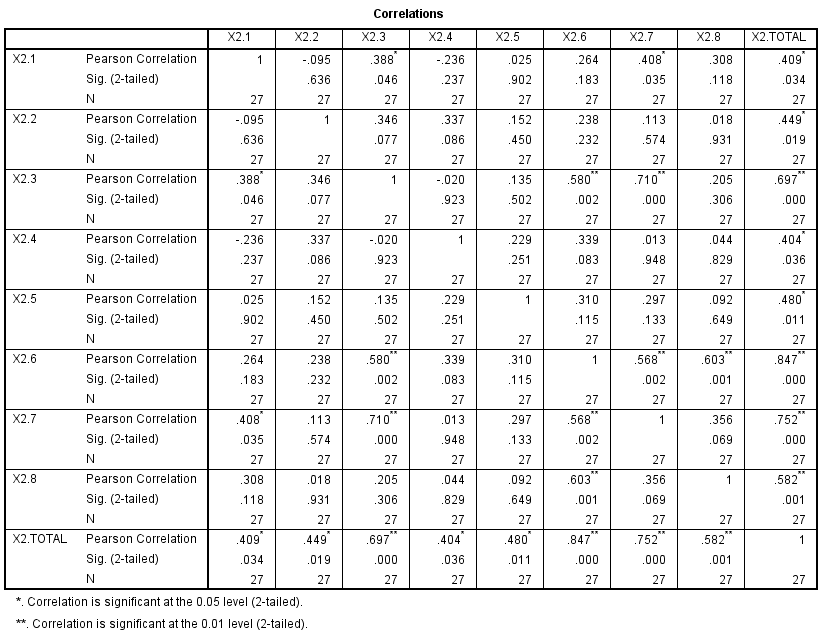 Correlations
X2.1 X2.2 X2.3 X2.4 X2.5 X2.6 X2.7 X2.8 X2.TOTAL
X2.1 Pearson Correlation 1 -.095 .388* -.236 .025 .264 .408* .308 .409*
Sig. (2-tailed) .636 .046 .237 .902 .183 .035 .118 .034
N 27 27 27 27 27 27 27 27 27
X2.2 Pearson Correlation -.095 1 .346 .337 .152 .238 .113 .018 .449*
Sig. (2-tailed) .636 .077 .086 .450 .232 .574 .931 .019
N 27 27 27 27 27 27 27 27 27
X2.3 Pearson Correlation .388* .346 1 -.020 .135 .580** .710** .205 .697**
Sig. (2-tailed) .046 .077 .923 .502 .002 .000 .306 .000
N 27 27 27 27 27 27 27 27 27
X2.4 Pearson Correlation -.236 .337 -.020 1 .229 .339 .013 .044 .404*
Sig. (2-tailed) .237 .086 .923 .251 .083 .948 .829 .036
N 27 27 27 27 27 27 27 27 27
X2.5 Pearson Correlation .025 .152 .135 .229 1 .310 .297 .092 .480*
Sig. (2-tailed) .902 .450 .502 .251 .115 .133 .649 .011
N 27 27 27 27 27 27 27 27 27
X2.6 Pearson Correlation .264 .238 .580** .339 .310 1 .568** .603** .847**
Sig. (2-tailed) .183 .232 .002 .083 .115 .002 .001 .000
N 27 27 27 27 27 27 27 27 27
X2.7 Pearson Correlation .408* .113 .710** .013 .297 .568** 1 .356 .752**
Sig. (2-tailed) .035 .574 .000 .948 .133 .002 .069 .000
N 27 27 27 27 27 27 27 27 27
X2.8 Pearson Correlation .308 .018 .205 .044 .092 .603** .356 1 .582**
Sig. (2-tailed) .118 .931 .306 .829 .649 .001 .069 .001
N 27 27 27 27 27 27 27 27 27
X2.TOTAL Pearson Correlation .409* .449* .697** .404* .480* .847** .752** .582** 1
Sig. (2-tailed) .034 .019 .000 .036 .011 .000 .000 .001
N 27 27 27 27 27 27 27 27 27
*. Correlation is significant at the 0.05 level (2-tailed).
**. Correlation is significant at the 0.01 level (2-tailed).